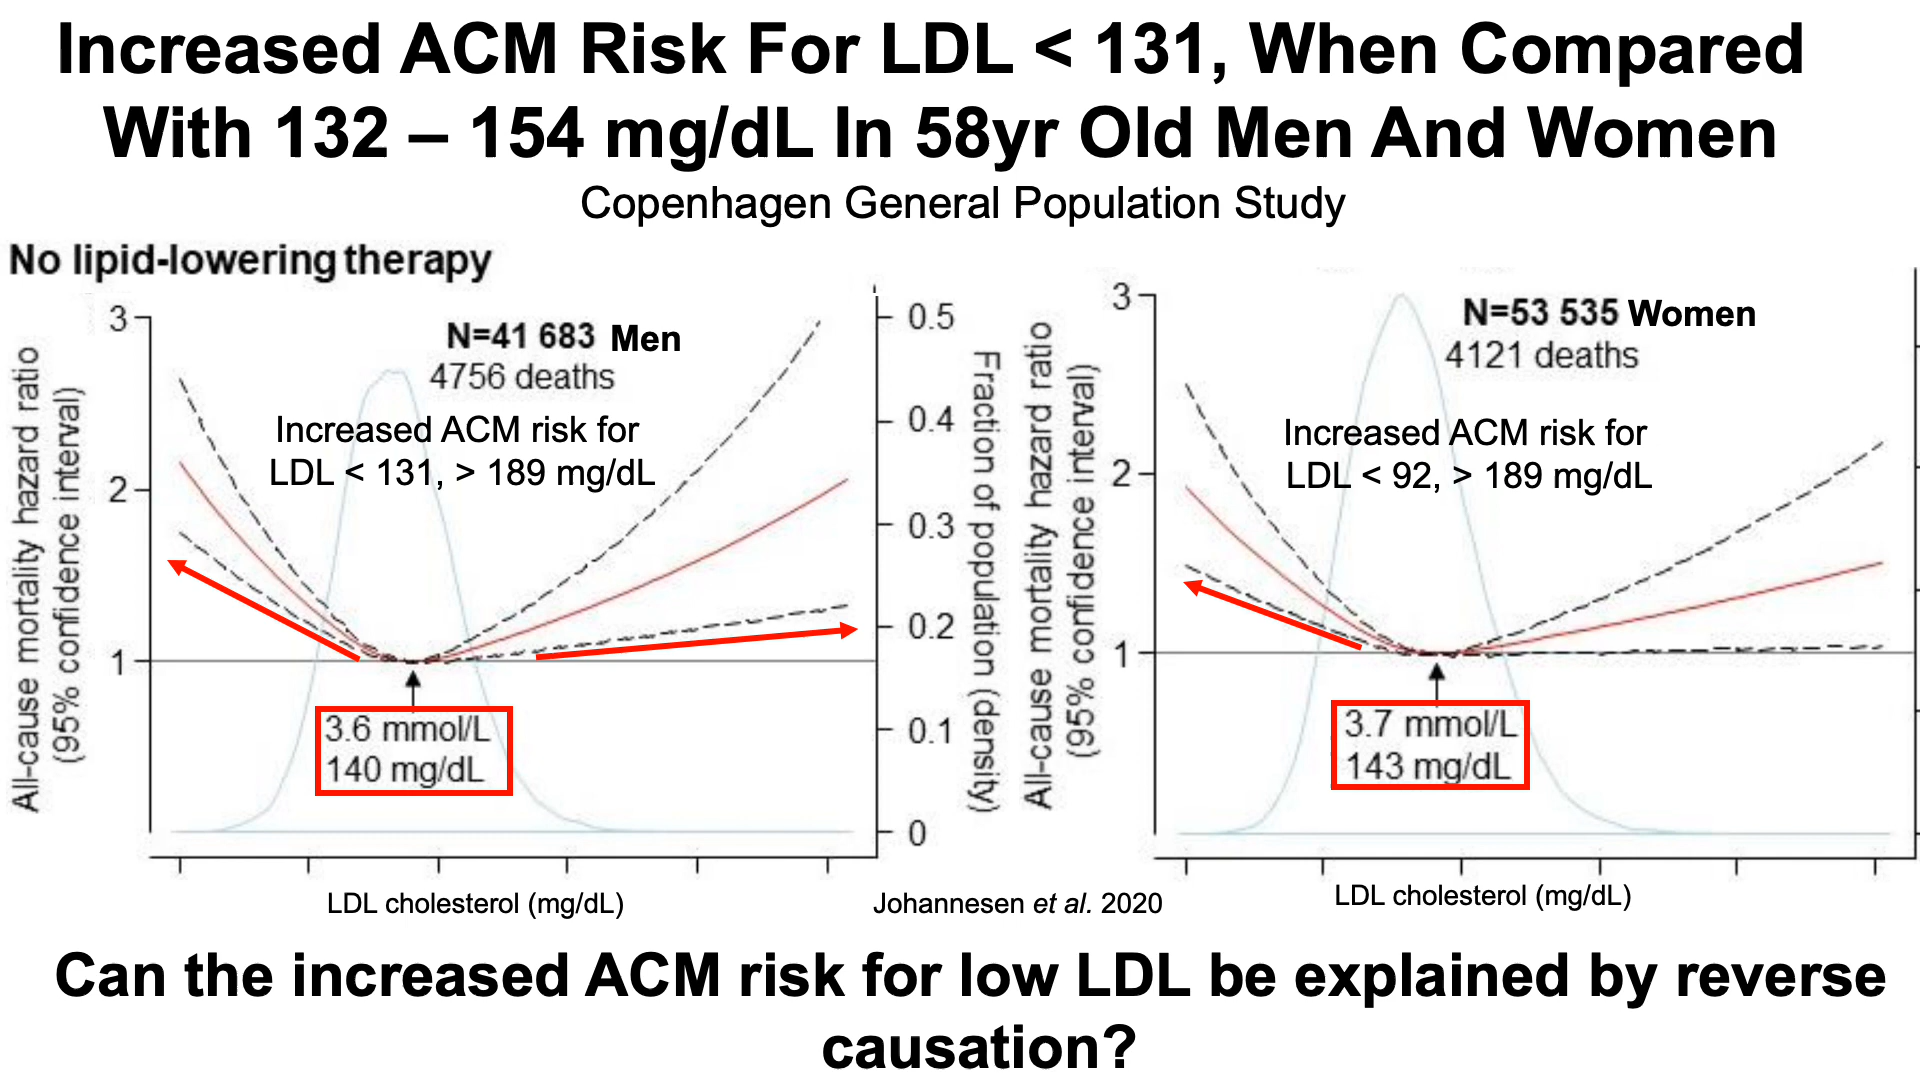 Increased ACM Risk For LDL < 131, When Compared
With 132 – 154 mg/dL In 58yr Old Men And Women
Copenhagen General Population Study
No lipid-lowering therapy
All-cause mortality hazard ratio
(95% confidence interval)
3
2
1
N=41 683 Men
4756 deaths
Increased ACM risk for
LDL < 131, > 189 mg/dL
3.6 mmol/L
140 mg/dL
0.5
0.4
0.3
0.2
0.1
0
Fraction of population (density)
LDL cholesterol (mg/dL)
All-cause mortality hazard ratio
(95% confidence interval)
3
2
1
N=53 535 Women
4121 deaths
Increased ACM risk for
LDL < 92, > 189 mg/dL
3.7 mmol/L
143 mg/dL
LDL cholesterol (mg/dL)
Johannesen et al. 2020
Can the increased ACM risk for low LDL be explained by reverse
causation?